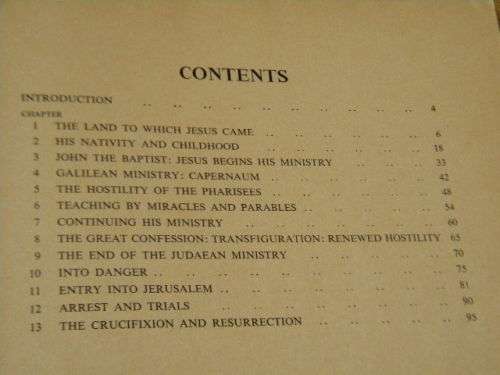 CONTENTS
INTRODUCTION .. .. .. .. .. .. .. .. .. .. 4
CHAPTER
1 THE LAND TO WHICH JESUS CAME .. .. .. .. .. 6
2 HIS NATIVITY AND CHILDHOOD .. .. .. .. .. 18
3 JOHN THE BAPTIST: JESUS BEGINS HIS MINISTRY .. .. .. 33
4 GALILEAN MINISTRY: CAPERNAUM .. .. .. .. .. 42
5 THE HOSTILITY OF THE PHARISEES .. .. .. .. .. 48
6 TEACHING BY MIRACLES AND PARABLES .. .. .. .. 54
7 CONTINUING HIS MINISTRY .. .. .. .. .. .. 60
8 THE GREAT CONFESSION: TRANSFIGURATION: RENEWED HOSTILITY 65
9 THE END OF THE JUDAEAN MINISTRY .. .. .. .. 70
10 INTO DANGER .. .. .. .. .. .. .. .. .. 75
11 ENTRY INTO JERUSALEM .. .. .. .. .. .. .. 81
12 ARREST AND TRIALS .. .. .. .. .. .. .. 90
13 THE CRUCIFIXION AND RESURRECTION .. .. .. .. 95